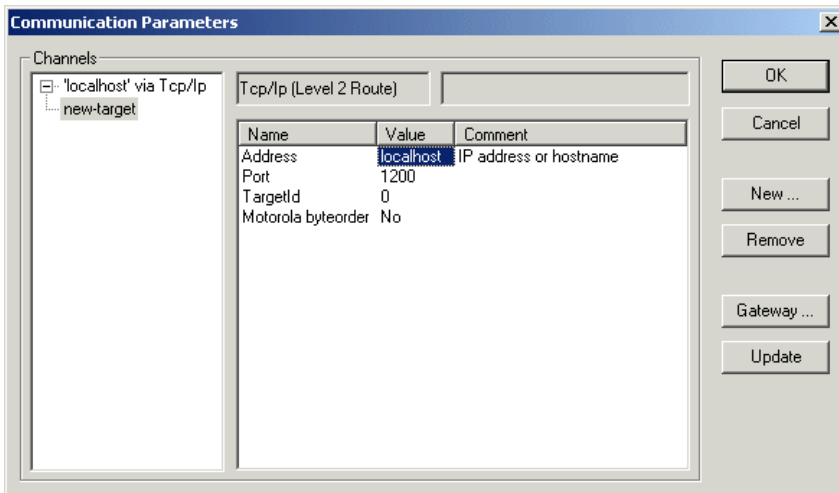 Communication Parameters
Channels
'localhost' via Tcp/Ip
new-target
Tcp/Ip (Level 2 Route)
Name Value Comment
Address localhost IP address or hostname
Port 1200
TargetId 0
Motorola byteorder No
OK
Cancel
New ...
Remove
Gateway ...
Update